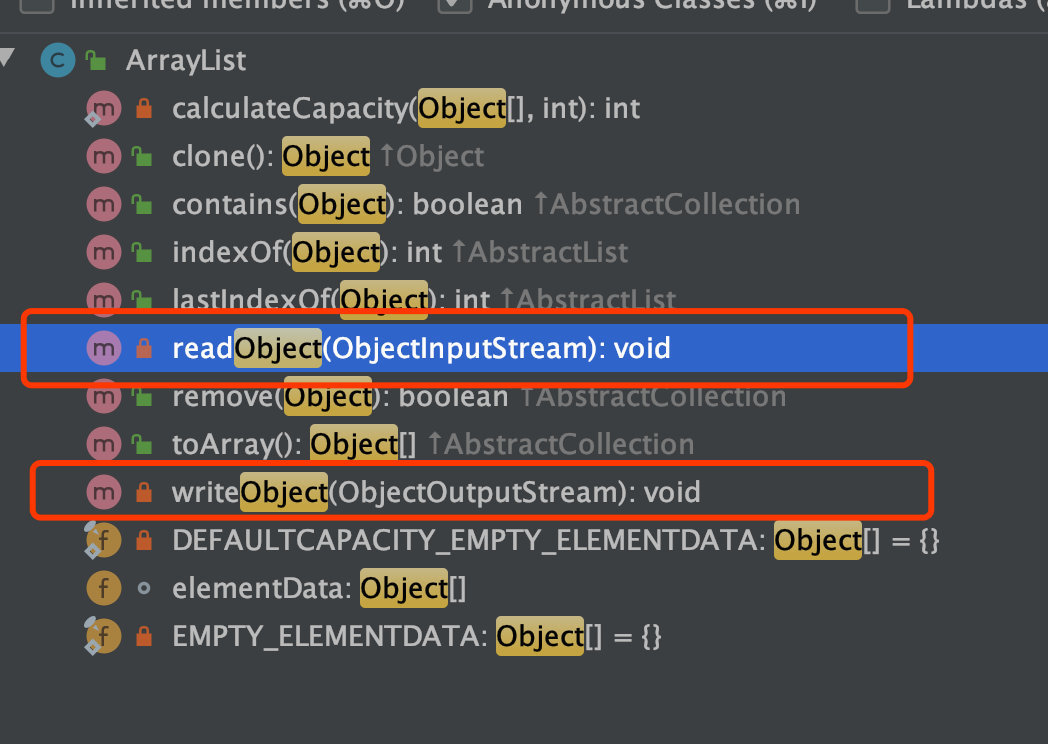 Inherited members (⌘O) Anonymous Classes (⌘I) Lambdas (
C ArrayList
m calculateCapacity(Object[], int): int
m clone(): Object ↑Object
m contains(Object): boolean ↑AbstractCollection
m indexOf(Object): int ↑AbstractList
m lastIndexOf(Object): int ↑AbstractList
m readObject(ObjectInputStream): void
m remove(Object): boolean ↑AbstractCollection
m toArray(): Object[] ↑AbstractCollection
m writeObject(ObjectOutputStream): void
f DEFAULTCAPACITY_EMPTY_ELEMENTDATA: Object[] = {}
f elementData: Object[]
f EMPTY_ELEMENTDATA: Object[] = {}